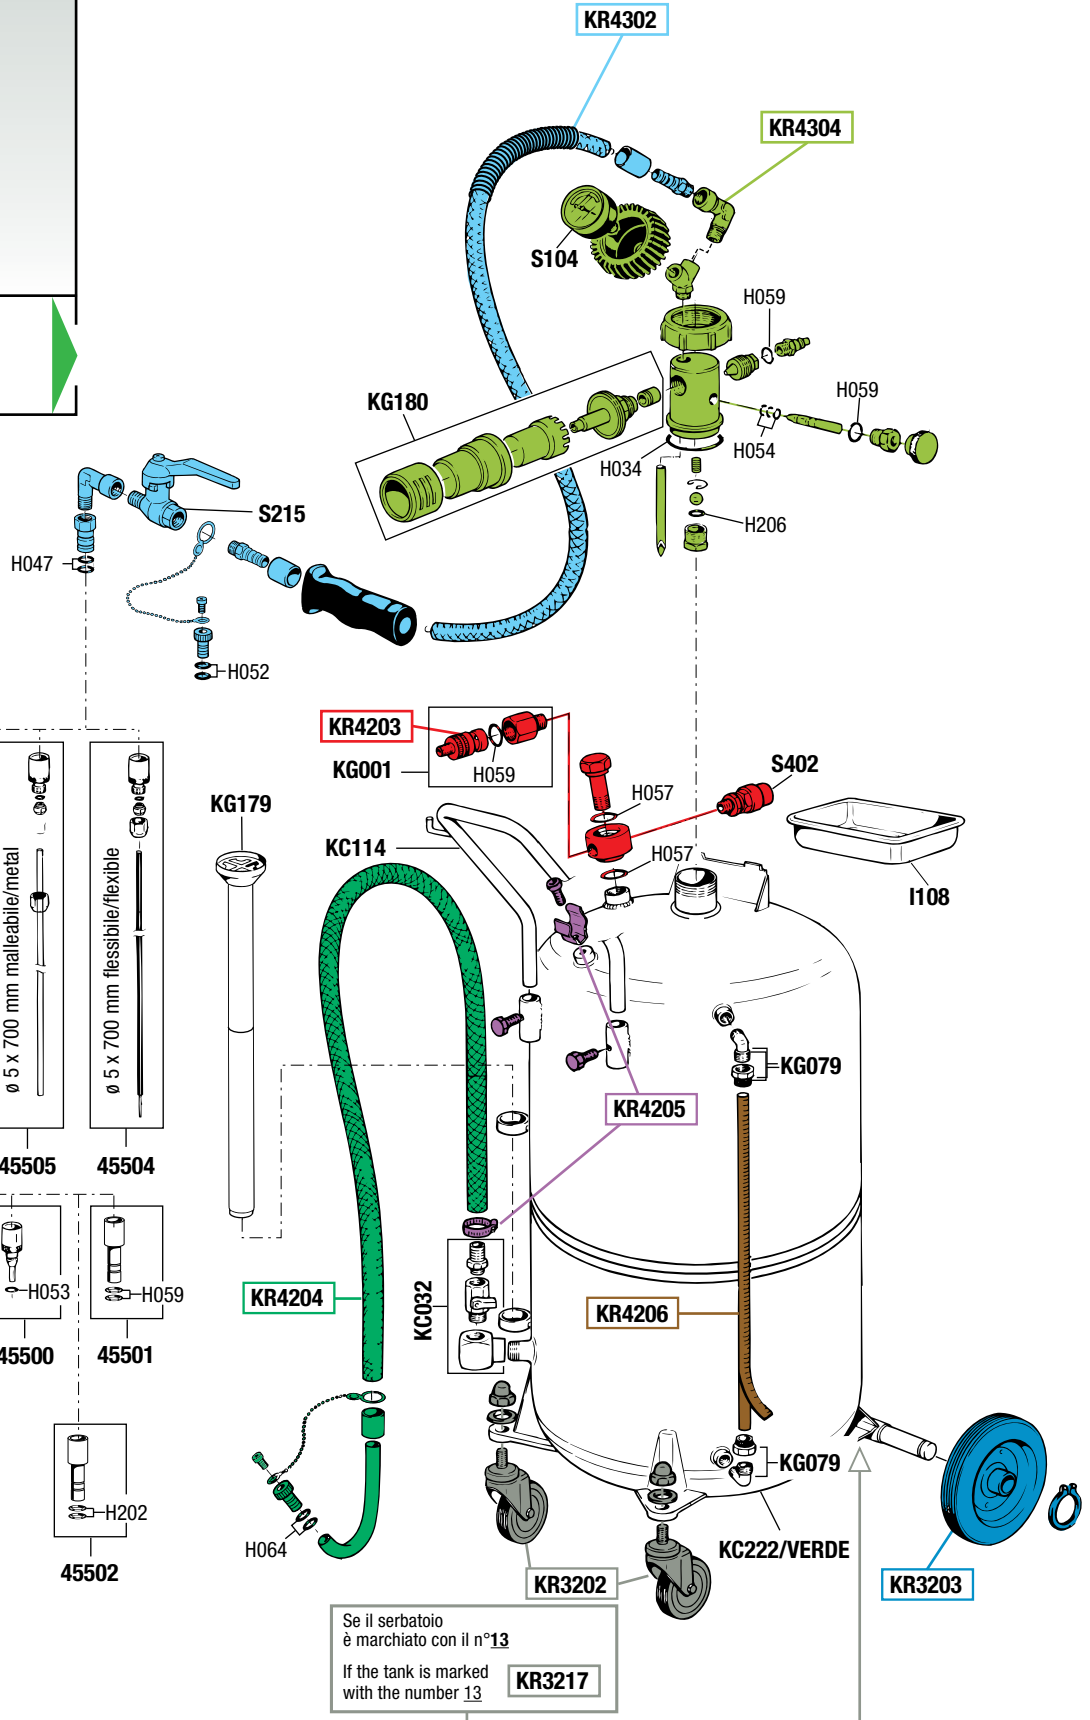 KR4302
KR4304
S104
H059
H059
KG180
H054
H034
H206
S215
H047
H052
KR4203
KG001
H059
S402
H057
KG179
KC114
H057
I108
ø 5 x 700 mm malleabile/metal
ø 5 x 700 mm flessibile/flexible
KG079
KR4205
45505
45504
H053
H059
KR4204
KC032
KR4206
45500
45501
KG079
H202
H064
KC222/VERDE
45502
KR3202
KR3203
Se il serbatoio
è marchiato con il n°13
If the tank is marked
with the number 13
KR3217